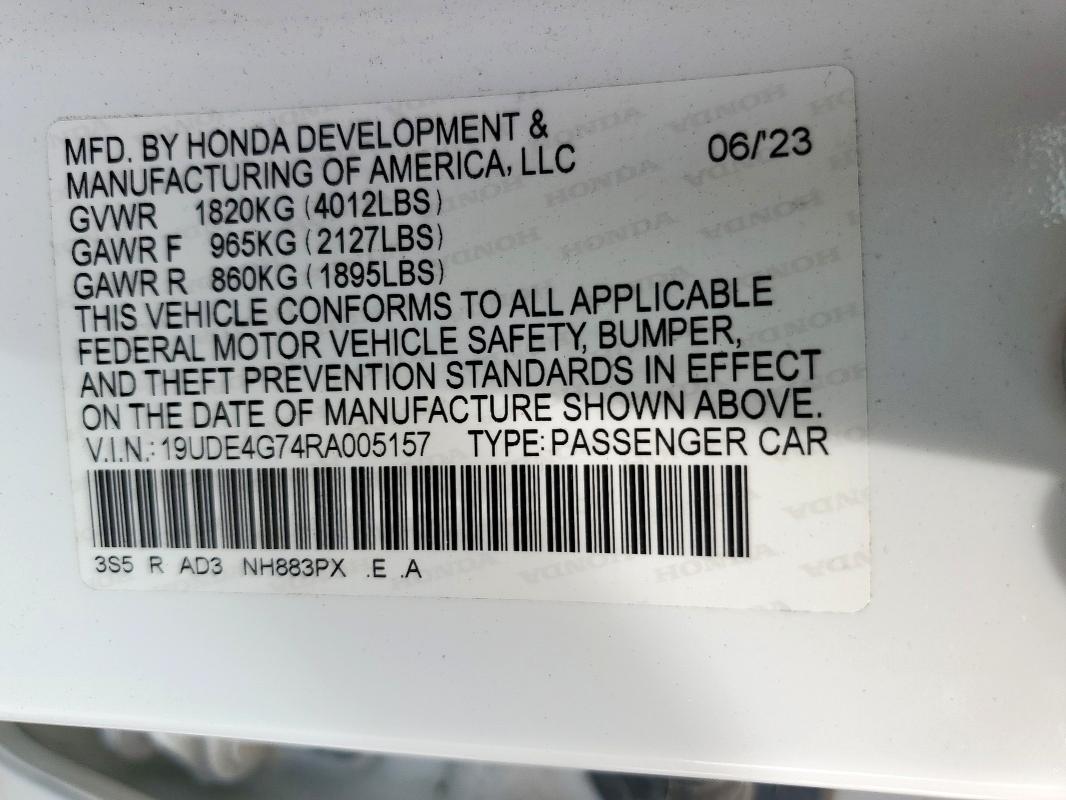 MFD. BY HONDA DEVELOPMENT & 06/'23
MANUFACTURING OF AMERICA, LLC
GVWR 1820KG (4012LBS)
GAWR F 965KG (2127LBS)
GAWR R 860KG (1895LBS)
THIS VEHICLE CONFORMS TO ALL APPLICABLE
FEDERAL MOTOR VEHICLE SAFETY, BUMPER,
AND THEFT PREVENTION STANDARDS IN EFFECT
ON THE DATE OF MANUFACTURE SHOWN ABOVE.
V.I.N.: 19UDE4G74RA005157 TYPE: PASSENGER CAR
3S5 R AD3 NH883PX .E .A